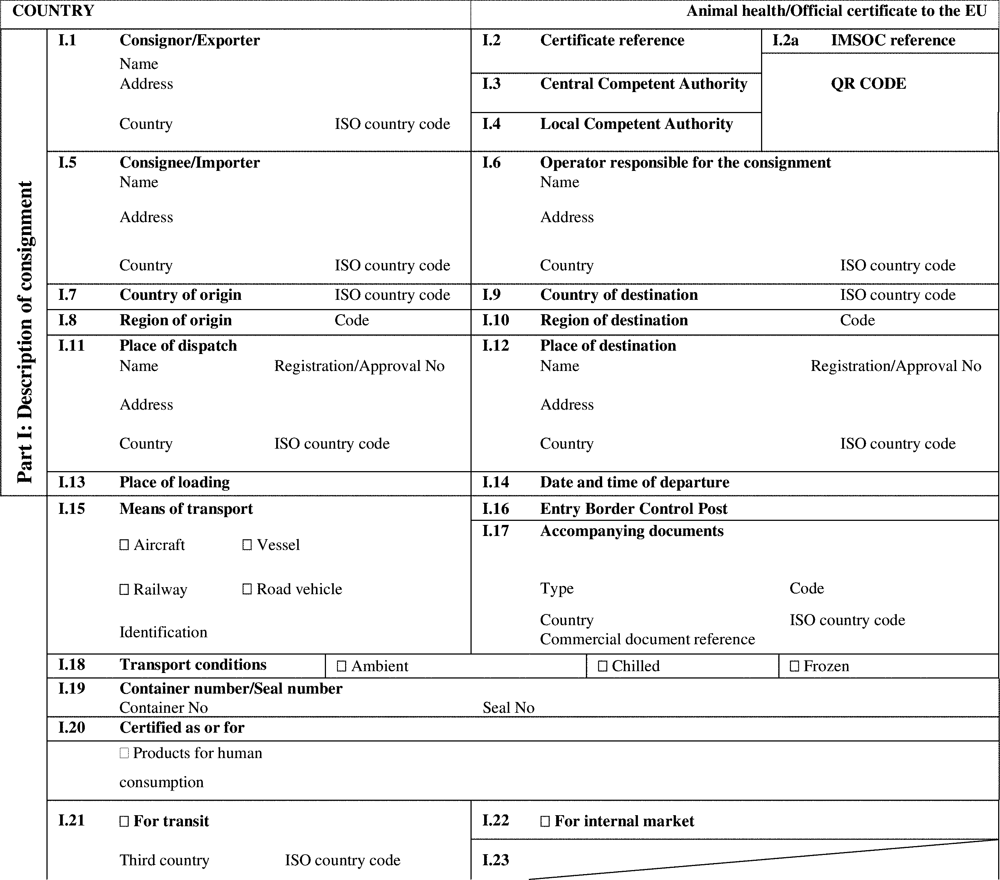 COUNTRY Animal health/Official certificate to the EU
Part I: Description of consignment
I.1 Consignor/Exporter
Name
Address
Country ISO country code
I.2 Certificate reference
I.2a IMSOC reference
QR CODE
I.3 Central Competent Authority
I.4 Local Competent Authority
I.5 Consignee/Importer
Name
Address
Country ISO country code
I.6 Operator responsible for the consignment
Name
Address
Country ISO country code
I.7 Country of origin ISO country code
I.9 Country of destination ISO country code
I.8 Region of origin Code
I.10 Region of destination Code
I.11 Place of dispatch
Name Registration/Approval No
Address
Country ISO country code
I.12 Place of destination
Name Registration/Approval No
Address
Country ISO country code
I.13 Place of loading
I.14 Date and time of departure
I.15 Means of transport
☐ Aircraft ☐ Vessel
☐ Railway ☐ Road vehicle
Identification
I.16 Entry Border Control Post
I.17 Accompanying documents
Type Code
Country ISO country code
Commercial document reference
I.18 Transport conditions ☐ Ambient ☐ Chilled ☐ Frozen
I.19 Container number/Seal number
Container No Seal No
I.20 Certified as or for
☐ Products for human
consumption
I.21 ☐ For transit
Third country ISO country code
I.22 ☐ For internal market
I.23